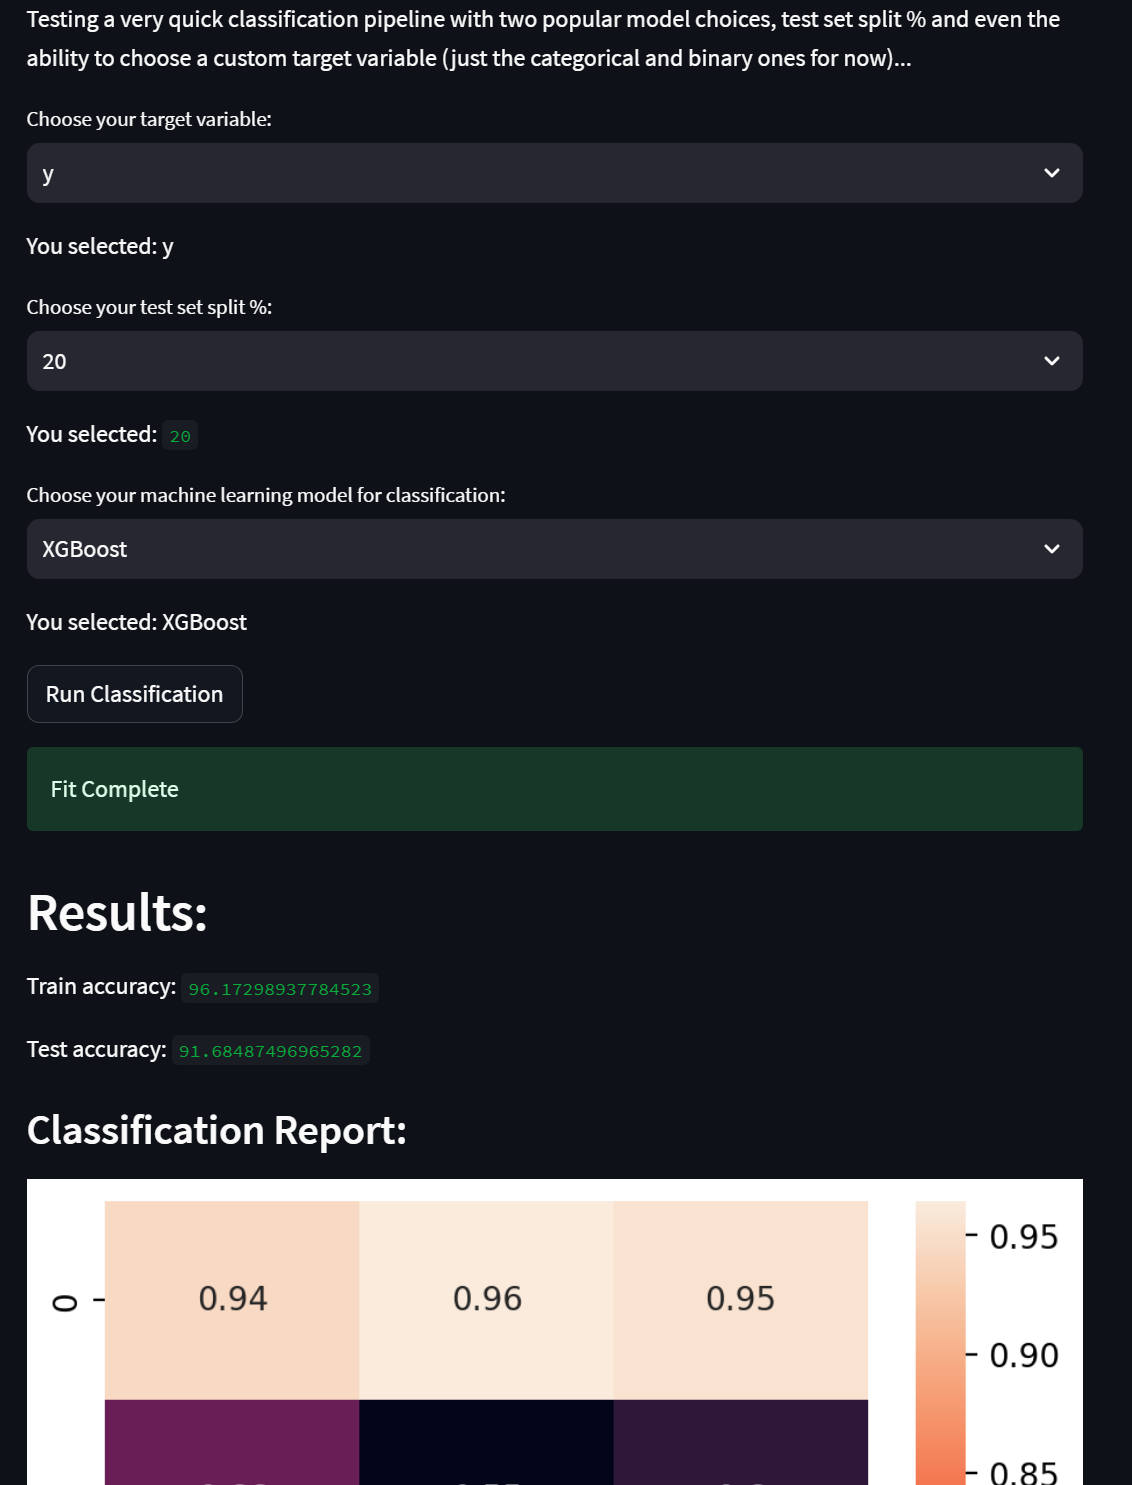 Testing a very quick classification pipeline with two popular model choices, test set split % and even the
ability to choose a custom target variable (just the categorical and binary ones for now)...
Choose your target variable:
y
You selected: y
Choose your test set split %:
20
You selected: 20
Choose your machine learning model for classification:
XGBoost
You selected: XGBoost
Run Classification
Fit Complete
Results:
Train accuracy: 96.17298937784523
Test accuracy: 91.68487496965282
Classification Report:
0 0.94 0.96 0.95
0.95
0.90
0.85